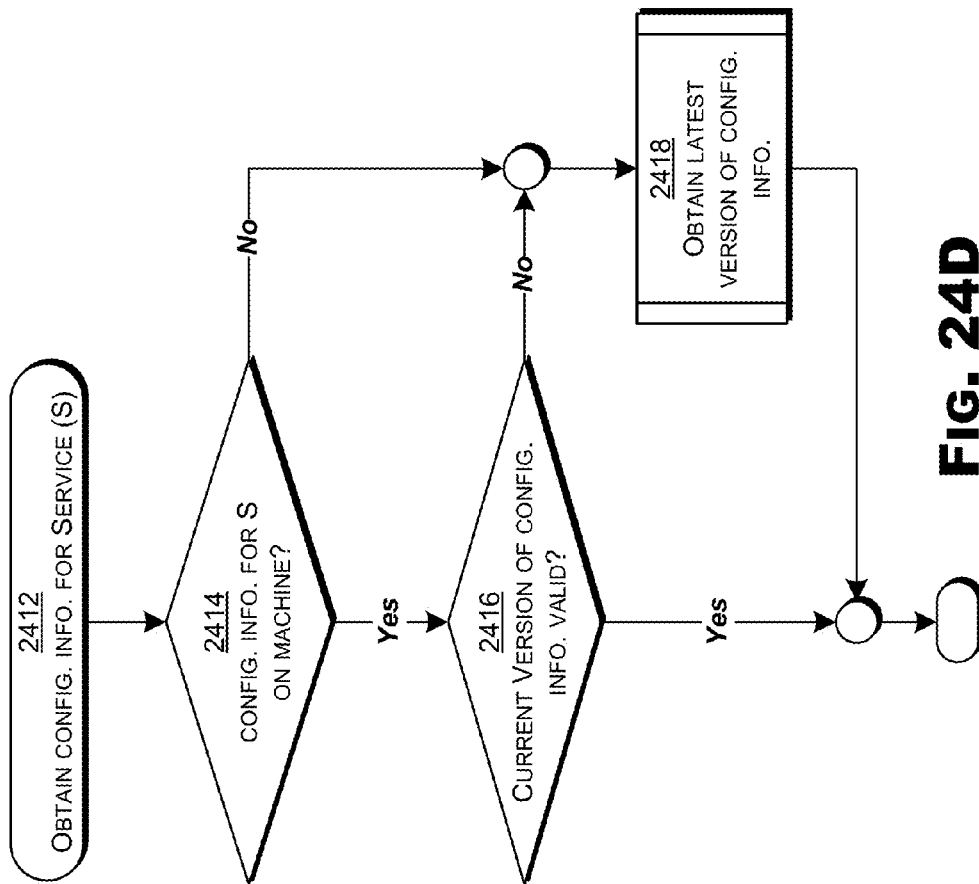 2412
OBTAIN CONFIG. INFO. FOR SERVICE (S)
2414
CONFIG. INFO. FOR S
ON MACHINE?
No
Yes
2416
CURRENT VERSION OF CONFIG.
INFO. VALID?
No
Yes
2418
OBTAIN LATEST
VERSION OF CONFIG.
INFO.
FIG. 24D